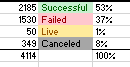 2185 Successful 53%
1530 Failed 37%
50 Live 1%
349 Canceled 8%
4114 100%